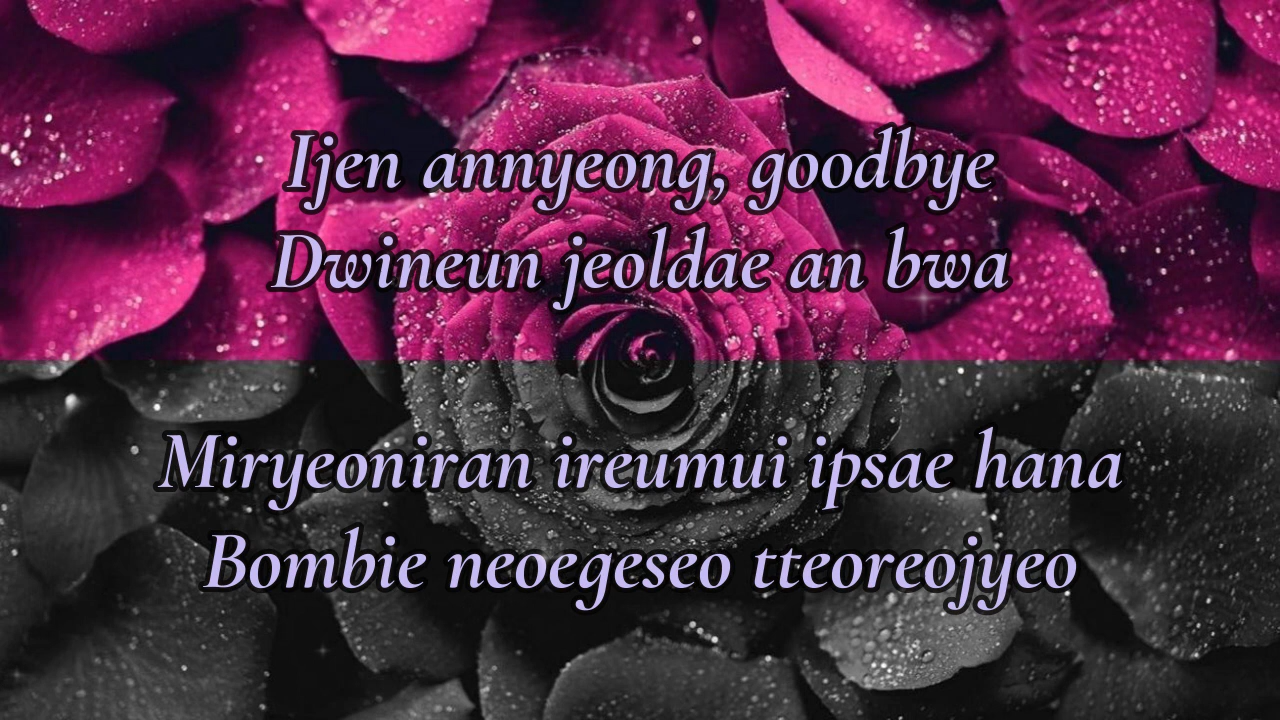 Ijen annyeong, goodbye
Dwineun jeoldae an bwa
Miryeoniran ireumui ipsae hana
Bombie neoegeseo tteoreojyeo